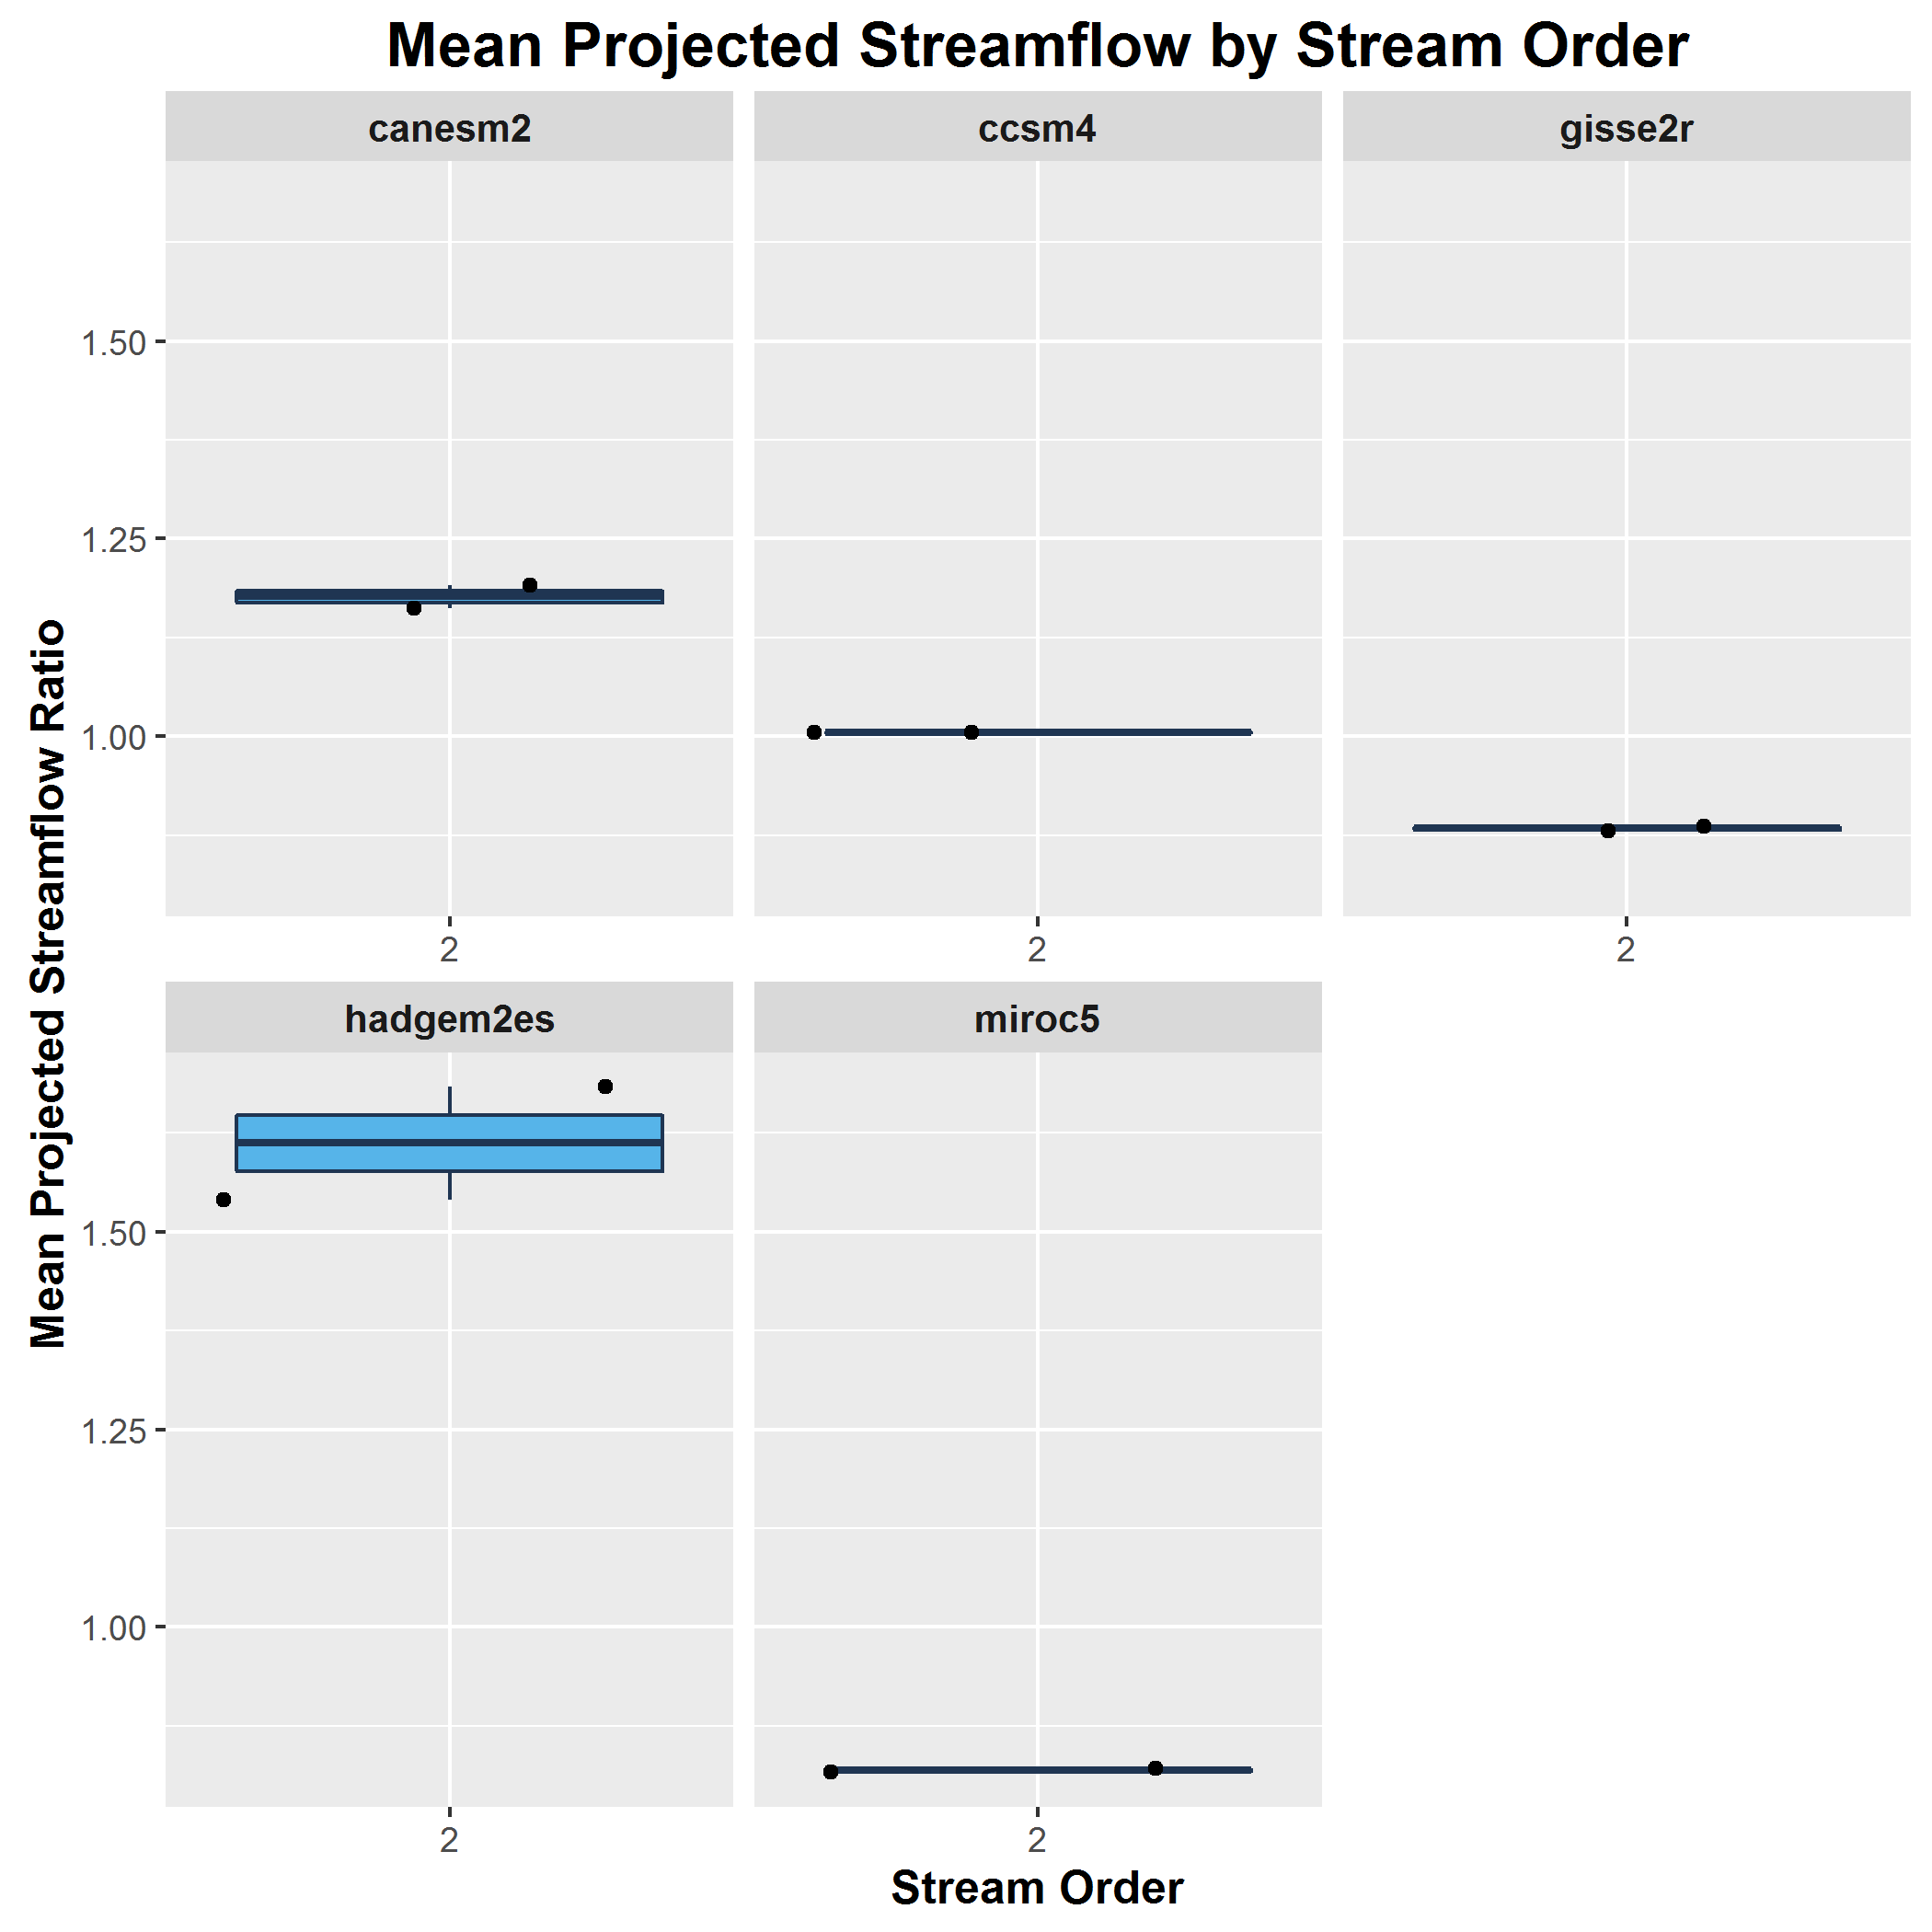 Mean Projected Streamflow by Stream Order
canesm2
ccsm4
gisse2r
1.50
1.25
1.00
2
2
2
Mean Projected Streamflow Ratio
hadgem2es
miroc5
1.50
1.25
1.00
2
2
Stream Order